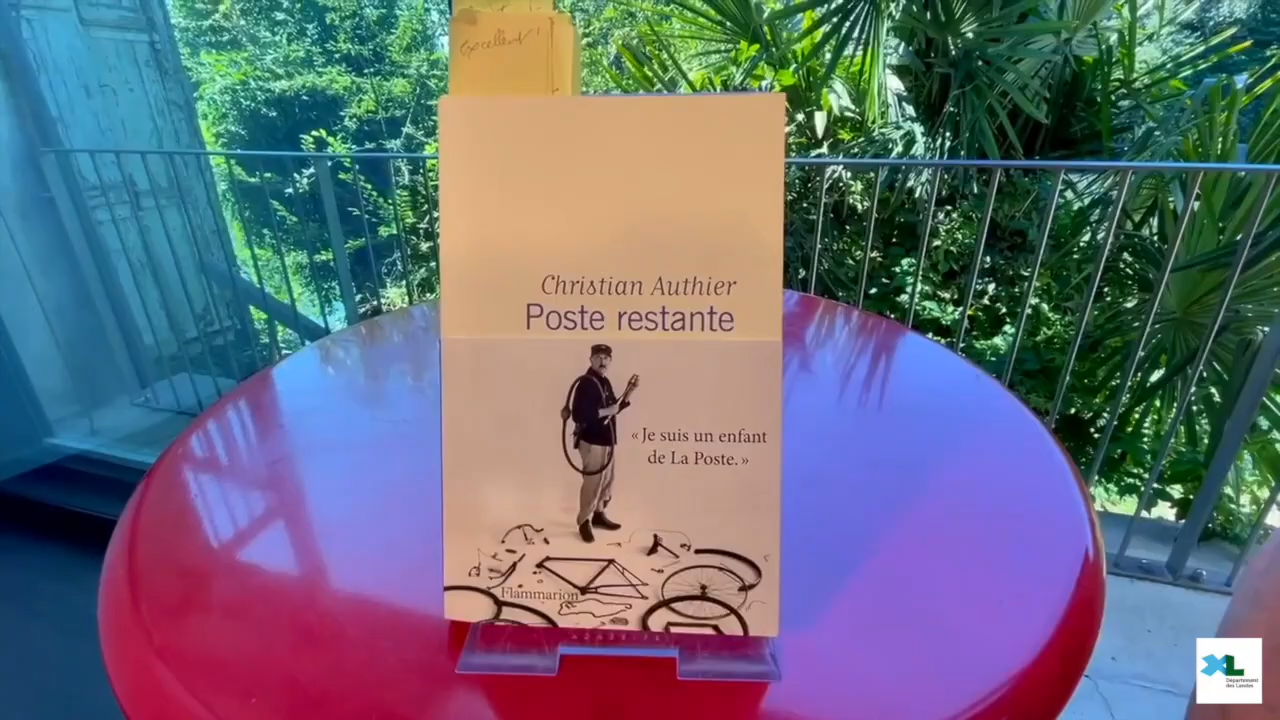 Excellent !
Christian Authier
Poste restante
« Je suis un enfant
de La Poste. »
Flammarion
XL
Département
des Landes